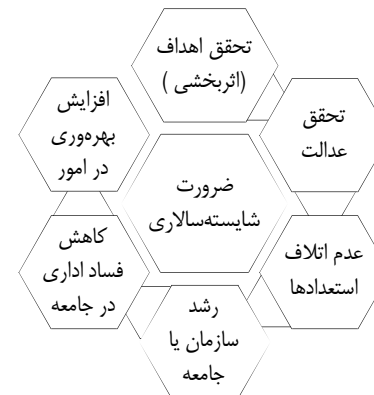 تحقق اهداف
(اثربخشی )
تحقق
عدالت
عدم اتلاف
استعدادها
رشد
سازمان یا
جامعه
کاهش
فساد اداری
در جامعه
افزایش
بهره‌وری
در امور
ضرورت
شایسته‌سالاری